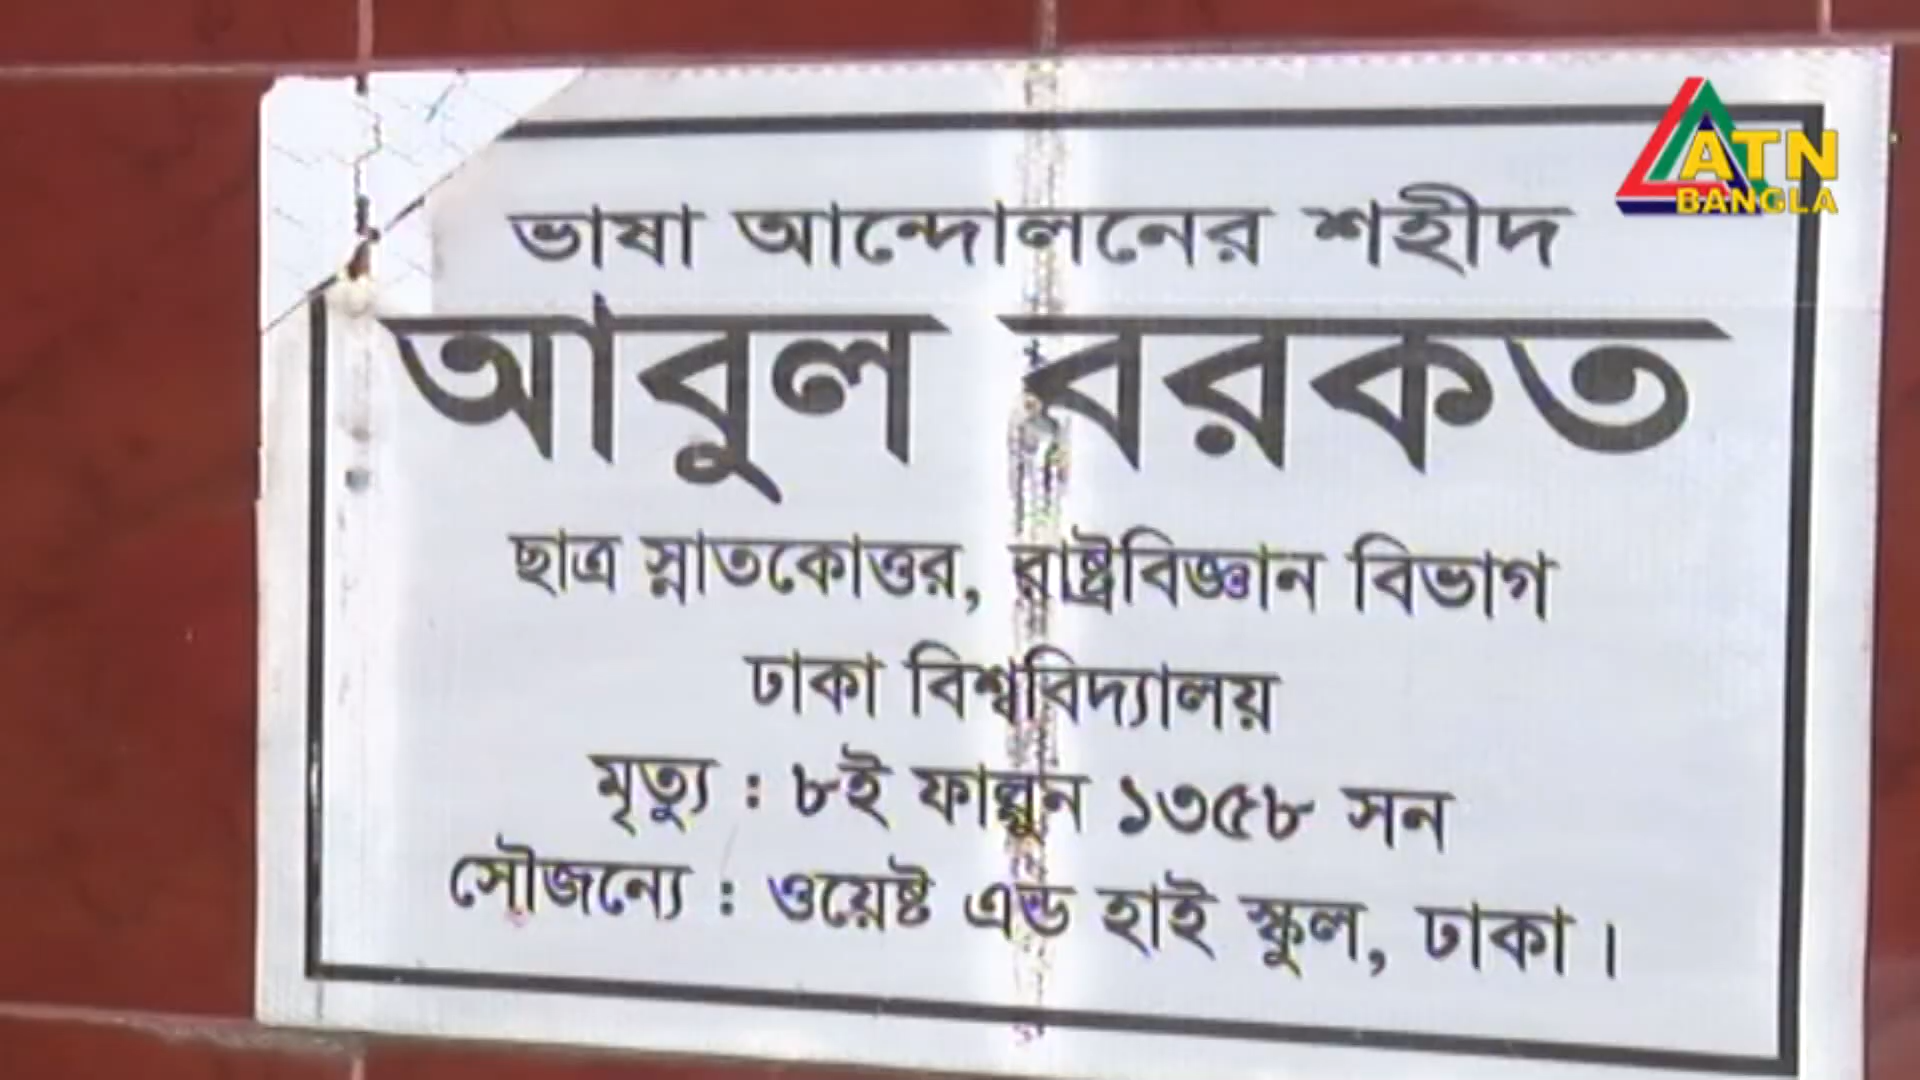 ATN
BANGLA
ভাষা আন্দোলনের শহীদ
আবুল বরকত
ছাত্র স্নাতকোত্তর, রাষ্ট্রবিজ্ঞান বিভাগ
ঢাকা বিশ্ববিদ্যালয়
মৃত্যু : ৮ই ফাল্গুন ১৩৫৮ সন
সৌজন্যে : ওয়েষ্ট এন্ড হাই স্কুল, ঢাকা।